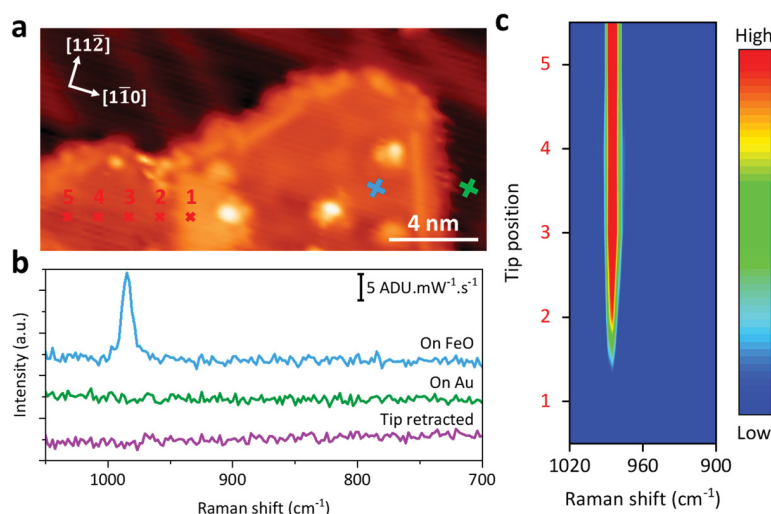 a
[112̄]
[11̄0]
5 4 3 2 1
4 nm
b
5 ADU.mW⁻¹.s⁻¹
On FeO
On Au
Tip retracted
Intensity (a.u.)
1000 900 800 700
Raman shift (cm⁻¹)
c
High
5
4
3
2
1
Tip position
Low
1020 960 900
Raman shift (cm⁻¹)